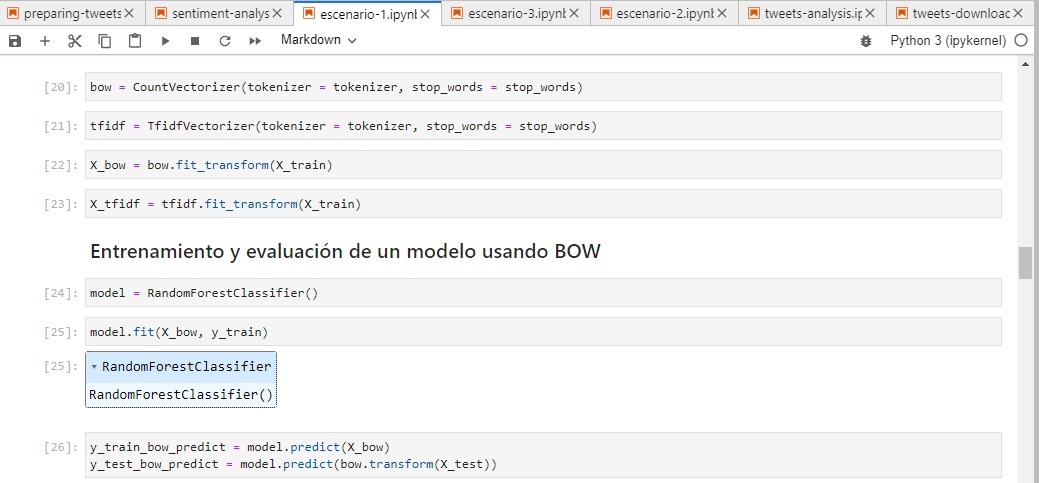 preparing-tweets sentiment-analys escenario-1.ipynb escenario-3.ipynb escenario-2.ipynb tweets-analysis.ip tweets-downloac
Markdown Python 3 (ipykernel)
[20]: bow = CountVectorizer(tokenizer = tokenizer, stop_words = stop_words)
[21]: tfidf = TfidfVectorizer(tokenizer = tokenizer, stop_words = stop_words)
[22]: X_bow = bow.fit_transform(X_train)
[23]: X_tfidf = tfidf.fit_transform(X_train)
Entrenamiento y evaluación de un modelo usando BOW
[24]: model = RandomForestClassifier()
[25]: model.fit(X_bow, y_train)
[25]: RandomForestClassifier
RandomForestClassifier()
[26]: y_train_bow_predict = model.predict(X_bow)
y_test_bow_predict = model.predict(bow.transform(X_test))